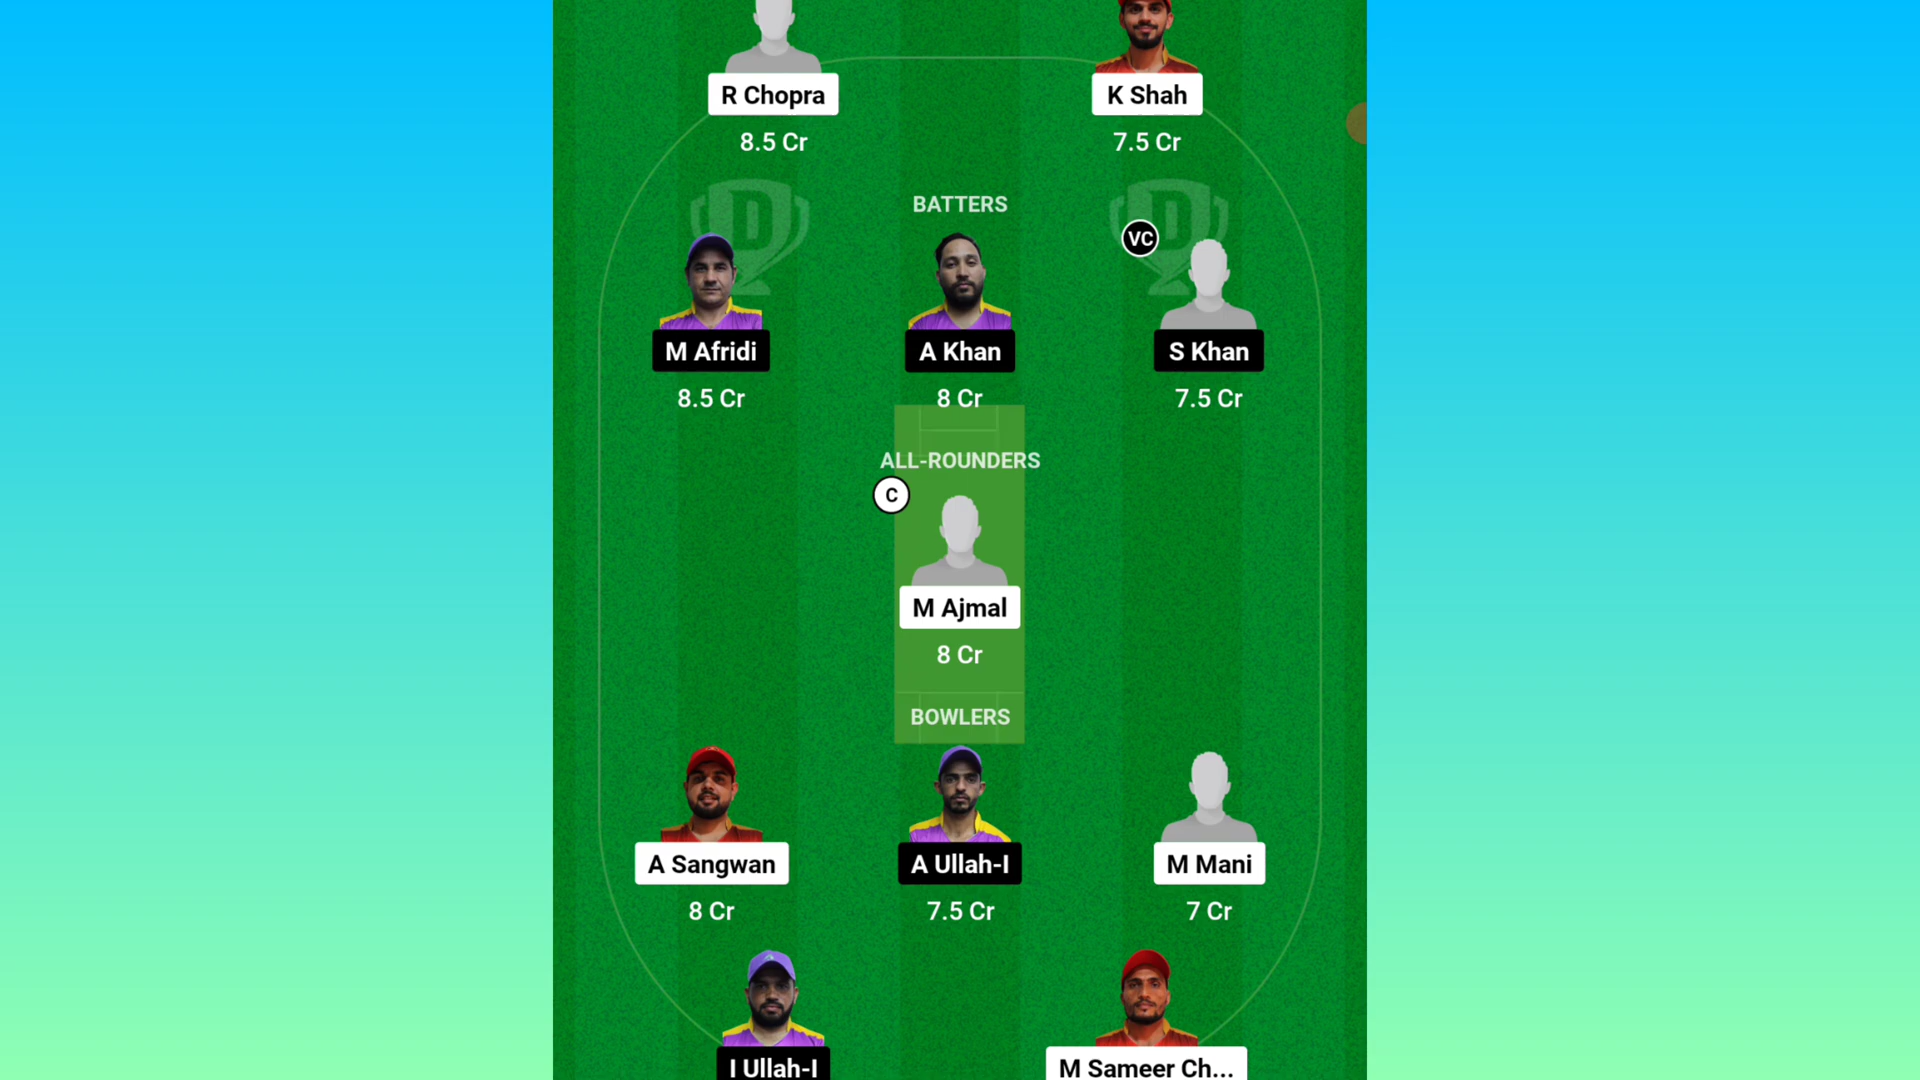 R Chopra
K Shah
8.5 Cr
7.5 Cr
BATTERS
D
D
VC
M Afridi
A Khan
S Khan
8.5 Cr
8 Cr
7.5 Cr
ALL-ROUNDERS
C
M Ajmal
8 Cr
BOWLERS
A Sangwan
A Ullah-I
M Mani
8 Cr
7.5 Cr
7 Cr
I Ullah-I
M Sameer Ch...